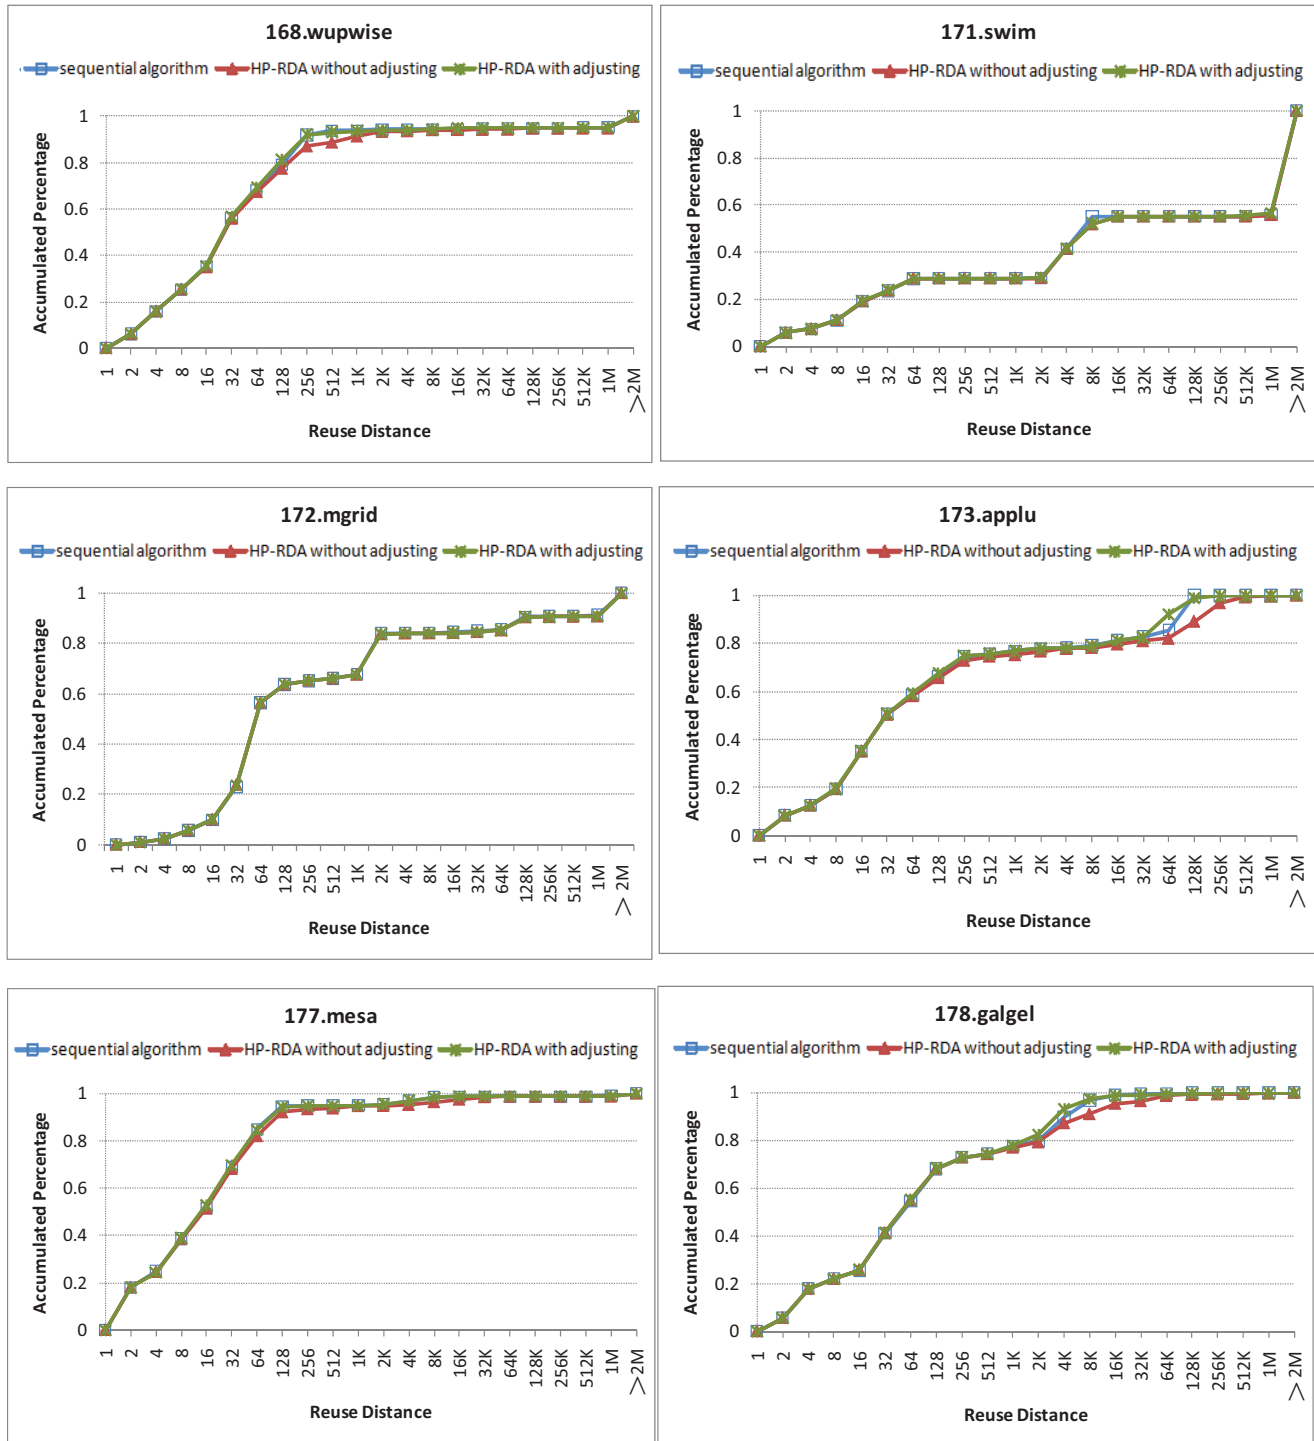 168.wupwise
sequential algorithm HP-RDA without adjusting HP-RDA with adjusting
Accumulated Percentage
1
0.8
0.6
0.4
0.2
0
1 2 4 8 16 32 64 128 256 512 1K 2K 4K 8K 16K 32K 64K 128K 256K 512K 1M >2M
Reuse Distance
171.swim
sequential algorithm HP-RDA without adjusting HP-RDA with adjusting
Accumulated Percentage
1
0.8
0.6
0.4
0.2
0
1 2 4 8 16 32 64 128 256 512 1K 2K 4K 8K 16K 32K 64K 128K 256K 512K 1M >2M
Reuse Distance
172.mgrid
sequential algorithm HP-RDA without adjusting HP-RDA with adjusting
Accumulated Percentage
1
0.8
0.6
0.4
0.2
0
1 2 4 8 16 32 64 128 256 512 1K 2K 4K 8K 16K 32K 64K 128K 256K 512K 1M > 2M
Reuse Distance
173.applu
sequential algorithm HP-RDA without adjusting HP-RDA with adjusting
Accumulated Percentage
1
0.8
0.6
0.4
0.2
0
1 2 4 8 16 32 64 128 256 512 1K 2K 4K 8K 16K 32K 64K 128K 256K 512K 1M > 2M
Reuse Distance
177.mesa
sequential algorithm HP-RDA without adjusting HP-RDA with adjusting
Accumulated Percentage
1
0.8
0.6
0.4
0.2
0
1 2 4 8 16 32 64 128 256 512 1K 2K 4K 8K 16K 32K 64K 128K 256K 512K 1M >2M
Reuse Distance
178.galgel
sequential algorithm HP-RDA without adjusting HP-RDA with adjusting
Accumulated Percentage
1
0.8
0.6
0.4
0.2
0
1 2 4 8 16 32 64 128 256 512 1K 2K 4K 8K 16K 32K 64K 128K 256K 512K 1M > 2M
Reuse Distance